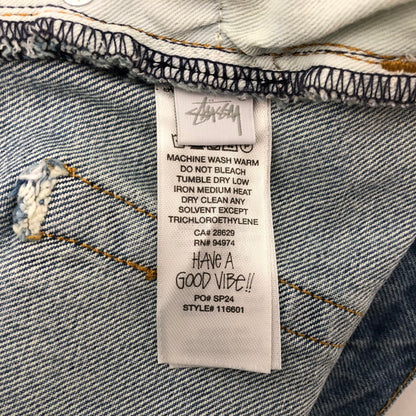 Stüssy
MACHINE WASH WARM
DO NOT BLEACH
TUMBLE DRY LOW
IRON MEDIUM HEAT
DRY CLEAN ANY
SOLVENT EXCEPT
TRICHLOROETHYLENE
CA# 28629
RN# 94974
HAVE A
GOOD VIBE!!
PO# SP24
STYLE# 116601